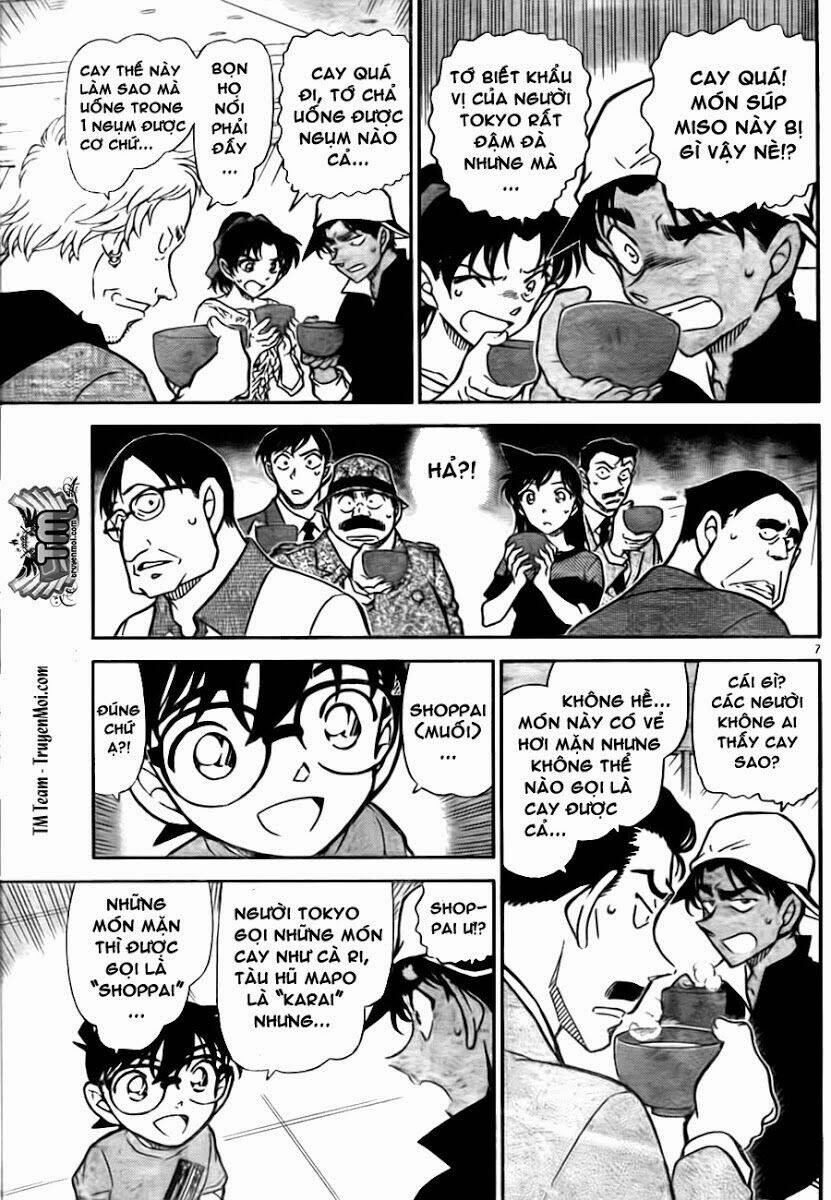 CAY QUÁ!
MÓN SÚP
MISO NÀY BỊ
GÌ VẬY NÈ!?
TỚ BIẾT KHẨU
VỊ CỦA NGƯỜI
TOKYO RẤT
ĐẬM ĐÀ
NHƯNG MÀ
...
CAY QUÁ
ĐI, TỚ CHẢ
UỐNG ĐƯỢC
NGỤM NÀO
CẢ...
BỌN
HỌ
NÓI
PHẢI
ĐẤY
...
CAY THẾ NÀY
LÀM SAO MÀ
UỐNG TRONG
1 NGỤM ĐƯỢC
CƠ CHỨ...
HẢ?!
7
CÁI GÌ?
CÁC NGƯỜI
KHÔNG AI
THẤY CAY
SAO?
KHÔNG HỀ...
MÓN NÀY CÓ VẺ
HƠI MẶN NHƯNG
KHÔNG THỂ
NÀO GỌI LÀ
CAY ĐƯỢC
CẢ...
SHOPPAI
(MUỐI)
...
ĐÚNG
CHỨ
Ạ?!
SHOP-
PAI Ư!?
NGƯỜI TOKYO
GỌI NHỮNG MÓN
CAY NHƯ CÀ RI,
TÀU HŨ MAPO
LÀ "KARAI"
NHƯNG...
NHỮNG
MÓN MẶN
THÌ ĐƯỢC
GỌI LÀ
"SHOPPAI"
...
TM
truyenmoi.com
TM Team - TruyenMoi.com